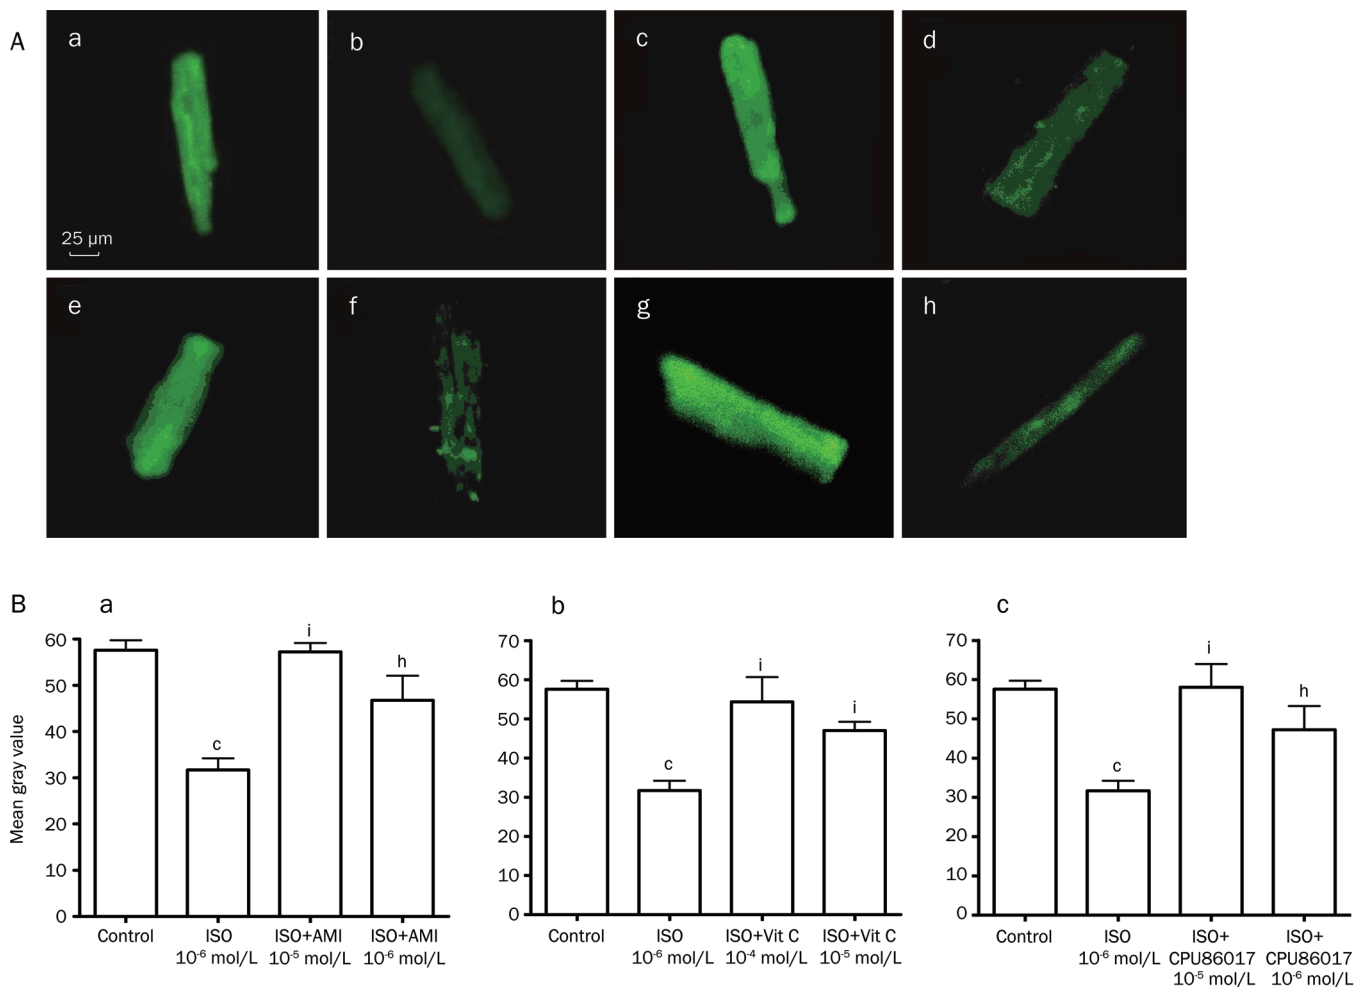 A
a
b
c
d
25 µm
e
f
g
h
B
a
b
c
Mean gray value
60
50
40
30
20
10
0
c
i
h
Control
ISO
10-6 mol/L
ISO+AMI
10-5 mol/L
ISO+AMI
10-6 mol/L
70
60
50
40
30
20
10
0
c
i
i
Control
ISO
10-6 mol/L
ISO+Vit C
10-4 mol/L
ISO+Vit C
10-5 mol/L
70
60
50
40
30
20
10
0
c
i
h
Control
ISO
10-6 mol/L
ISO+
CPU86017
10-5 mol/L
ISO+
CPU86017
10-6 mol/L